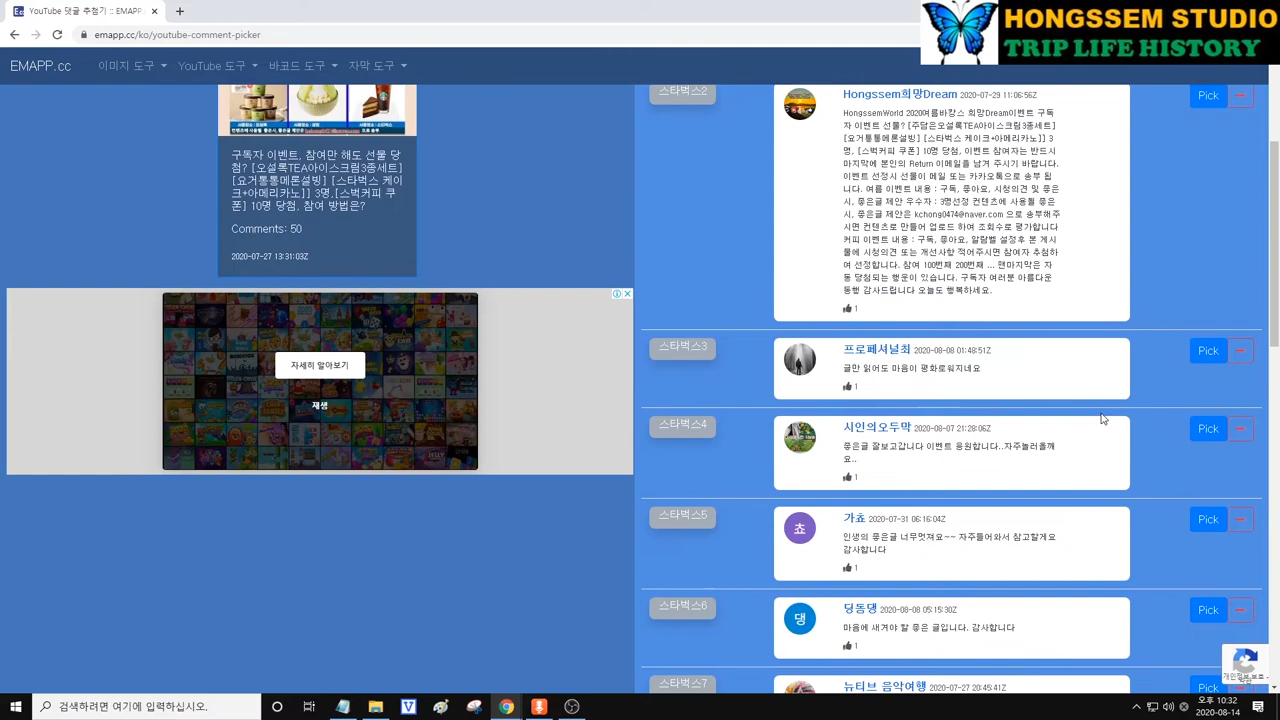 YouTube 댓글 추첨기 :: EMAPP.
HONGSSEM STUDIO
TRIP LIFE HISTORY
emapp.cc/ko/youtube-comment-picker
EMAPP.cc
이미지 도구
YouTube 도구
바코드 도구
자막 도구
구독자 이벤트, 참여만 해도 선물 당
첨? [오설록TEA아이스크림3종세트]
[요거통통메론설빙] [스타벅스 케이
크+아메리카노]] 3명,[스벅커피 쿠
폰] 10명 당첨, 참여 방법은?
Comments: 50
2020-07-27 13:31:03Z
자세히 알아보기
재생
스타벅스2
Hongssem희망Dream 2020-07-29 11:06:56Z
HongssemWorld 2020여름바캉스 희망Dream이벤트 구독
자 이벤트 선물? [주담은오설록TEA아이스크림3종세트]
[요거통통메론설빙] [스타벅스 케이크+아메리카노]] 3
명, [스벅커피 쿠폰] 10명 당첨, 이벤트 참여자는 반드시
마지막에 본인의 Return 이메일을 남겨 주시기 바랍니다.
이벤트 선정시 선물이 메일 또는 카카오톡으로 송부 됩
니다. 여름 이벤트 내용 : 구독, 좋아요, 시청의견 및 좋은
시, 좋은글 제안 우수자 : 3명선정 컨텐츠에 사용될 좋은
시, 좋은글 제안은 kchong0474@naver.com 으로 송부해주
시면 컨텐츠로 만들어 업로드 하여 조회수로 평가합니다
커피 이벤트 내용 : 구독, 좋아요, 알람벨 설정후 본 게시
물에 시청의견 또는 개선사항 적어주시면 참여자 추첨하
여 선정합니다. 참여 100번째 200번째 ... 맨마지막은 자
동 당첨되는 행운이 있습니다. 구독자 여러분 아름다운
동행 감사드립니다 오늘도 행복하세요.
1
Pick
스타벅스3
프로페셔널최 2020-08-08 01:48:51Z
글만 읽어도 마음이 평화로워지네요
1
Pick
스타벅스4
시인의오두막 2020-08-07 21:28:06Z
좋은글 잘보고갑니다 이벤트 응원합니다..자주놀러올께
요..
1
Pick
스타벅스5
쵸
가쵸 2020-07-31 06:16:04Z
인생의 좋은글 너무멋져요~~ 자주들어와서 참고할게요
감사합니다
1
Pick
스타벅스6
댕
딩동댕 2020-08-08 05:15:30Z
마음에 새겨야 할 좋은 글입니다. 감사합니다
1
Pick
스타벅스7
뉴티브 음악여행 2020-07-27 20:45:41Z
Pick
검색하려면 여기에 입력하십시오.
오후 10:32
2020-08-14